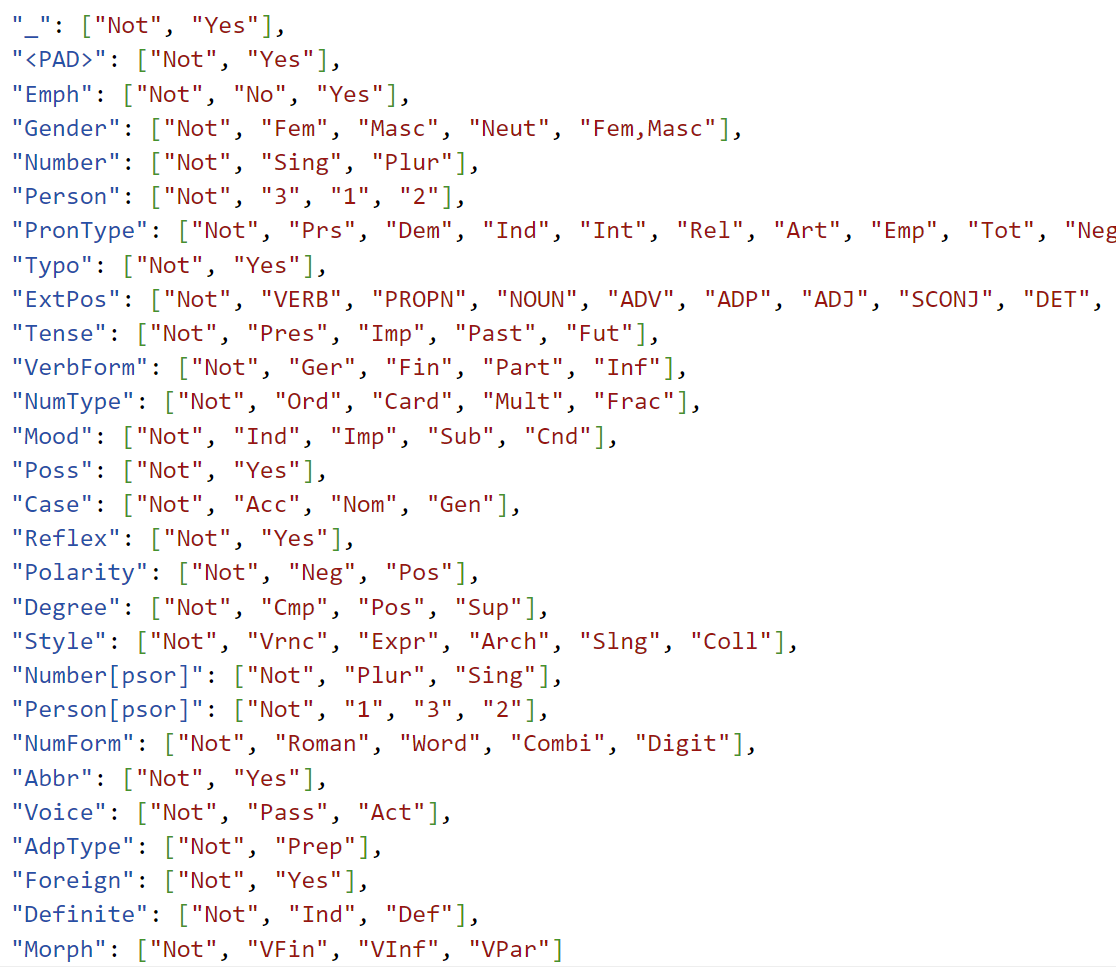 "_": ["Not", "Yes"],
"<PAD>": ["Not", "Yes"],
"Emph": ["Not", "No", "Yes"],
"Gender": ["Not", "Fem", "Masc", "Neut", "Fem,Masc"],
"Number": ["Not", "Sing", "Plur"],
"Person": ["Not", "3", "1", "2"],
"PronType": ["Not", "Prs", "Dem", "Ind", "Int", "Rel", "Art", "Emp", "Tot", "Neg
"Typo": ["Not", "Yes"],
"ExtPos": ["Not", "VERB", "PROPN", "NOUN", "ADV", "ADP", "ADJ", "SCONJ", "DET",
"Tense": ["Not", "Pres", "Imp", "Past", "Fut"],
"VerbForm": ["Not", "Ger", "Fin", "Part", "Inf"],
"NumType": ["Not", "Ord", "Card", "Mult", "Frac"],
"Mood": ["Not", "Ind", "Imp", "Sub", "Cnd"],
"Poss": ["Not", "Yes"],
"Case": ["Not", "Acc", "Nom", "Gen"],
"Reflex": ["Not", "Yes"],
"Polarity": ["Not", "Neg", "Pos"],
"Degree": ["Not", "Cmp", "Pos", "Sup"],
"Style": ["Not", "Vrnc", "Expr", "Arch", "Slng", "Coll"],
"Number[psor]": ["Not", "Plur", "Sing"],
"Person[psor]": ["Not", "1", "3", "2"],
"NumForm": ["Not", "Roman", "Word", "Combi", "Digit"],
"Abbr": ["Not", "Yes"],
"Voice": ["Not", "Pass", "Act"],
"AdpType": ["Not", "Prep"],
"Foreign": ["Not", "Yes"],
"Definite": ["Not", "Ind", "Def"],
"Morph": ["Not", "VFin", "VInf", "VPar"]